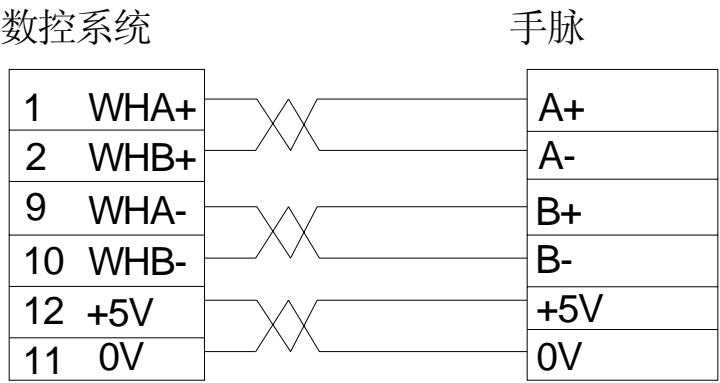 数控系统 手脉
1 WHA+ A+
2 WHB+ A-
9 WHA- B+
10 WHB- B-
12 +5V +5V
11 0V 0V